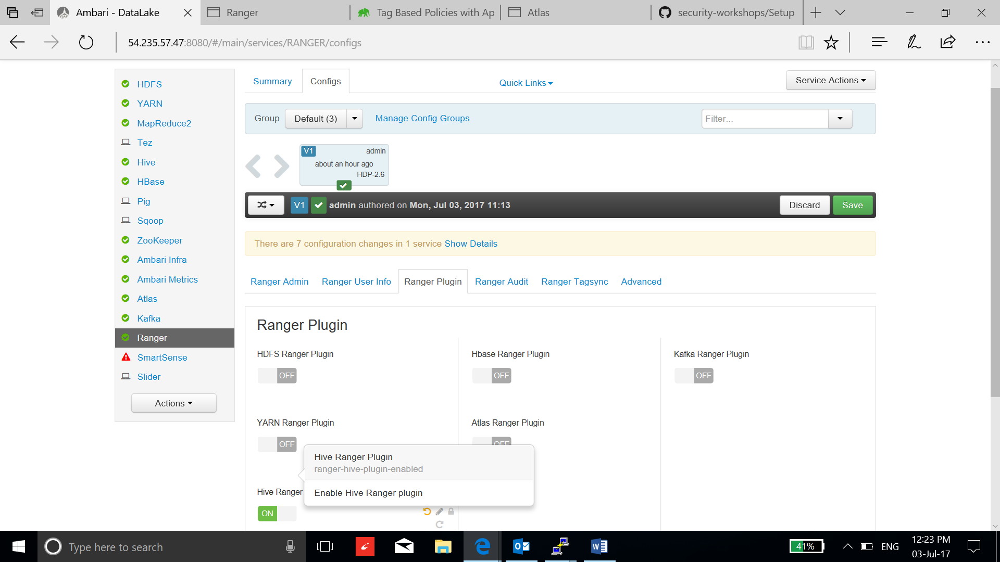 Ambari - DataLake
Ranger
Tag Based Policies with Ap
Atlas
security-workshops/Setup
54.235.57.47:8080/#/main/services/RANGER/configs
HDFS
YARN
MapReduce2
Tez
Hive
HBase
Pig
Sqoop
ZooKeeper
Ambari Infra
Ambari Metrics
Atlas
Kafka
Ranger
SmartSense
Slider
Actions
Summary
Configs
Quick Links
Service Actions
Group
Default (3)
Manage Config Groups
Filter...
V1
admin
about an hour ago
HDP-2.6
V1
admin authored on Mon, Jul 03, 2017 11:13
Discard
Save
There are 7 configuration changes in 1 service Show Details
Ranger Admin
Ranger User Info
Ranger Plugin
Ranger Audit
Ranger Tagsync
Advanced
Ranger Plugin
HDFS Ranger Plugin
OFF
Hbase Ranger Plugin
OFF
Kafka Ranger Plugin
OFF
YARN Ranger Plugin
OFF
Atlas Ranger Plugin
OFF
Hive Ranger Plugin
ranger-hive-plugin-enabled
Enable Hive Ranger plugin
Hive Ranger
ON
Type here to search
41%
ENG
12:23 PM
03-Jul-17